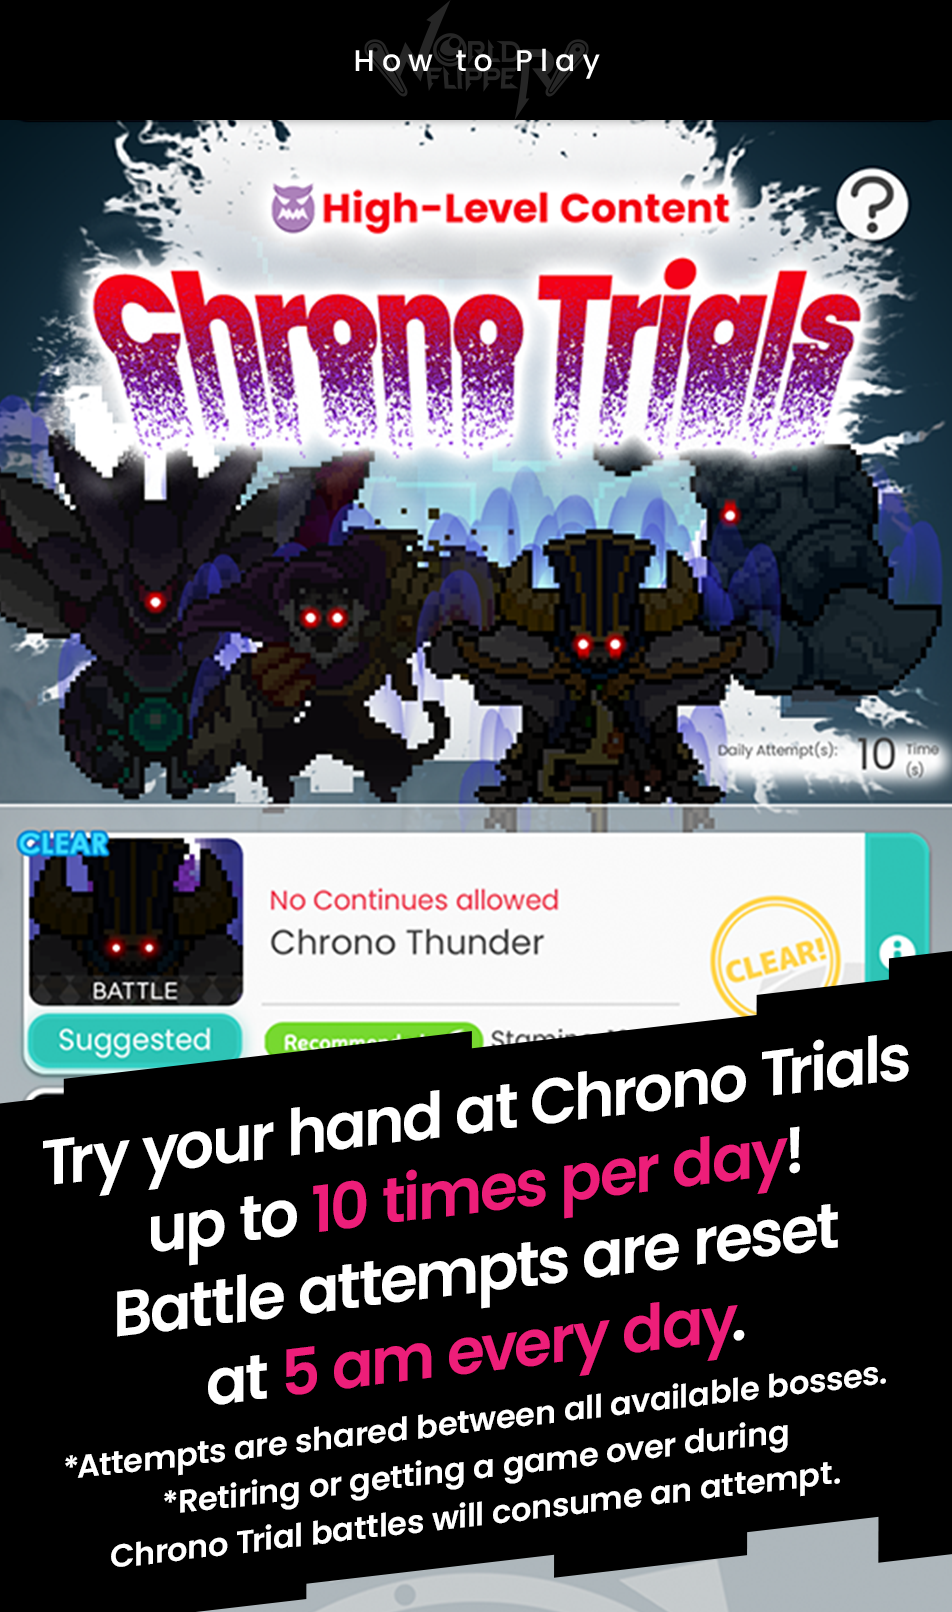 WORLD FLIPPER
How to Play
High-Level Content
?
Chrono Trials
Daily Attempt(s): 10 Time (s)
CLEAR
No Continues allowed
Chrono Thunder
CLEAR!
BATTLE
Suggested
Try your hand at Chrono Trials
up to 10 times per day!
Battle attempts are reset
at 5 am every day.
*Attempts are shared between all available bosses.
*Retiring or getting a game over during
Chrono Trial battles will consume an attempt.